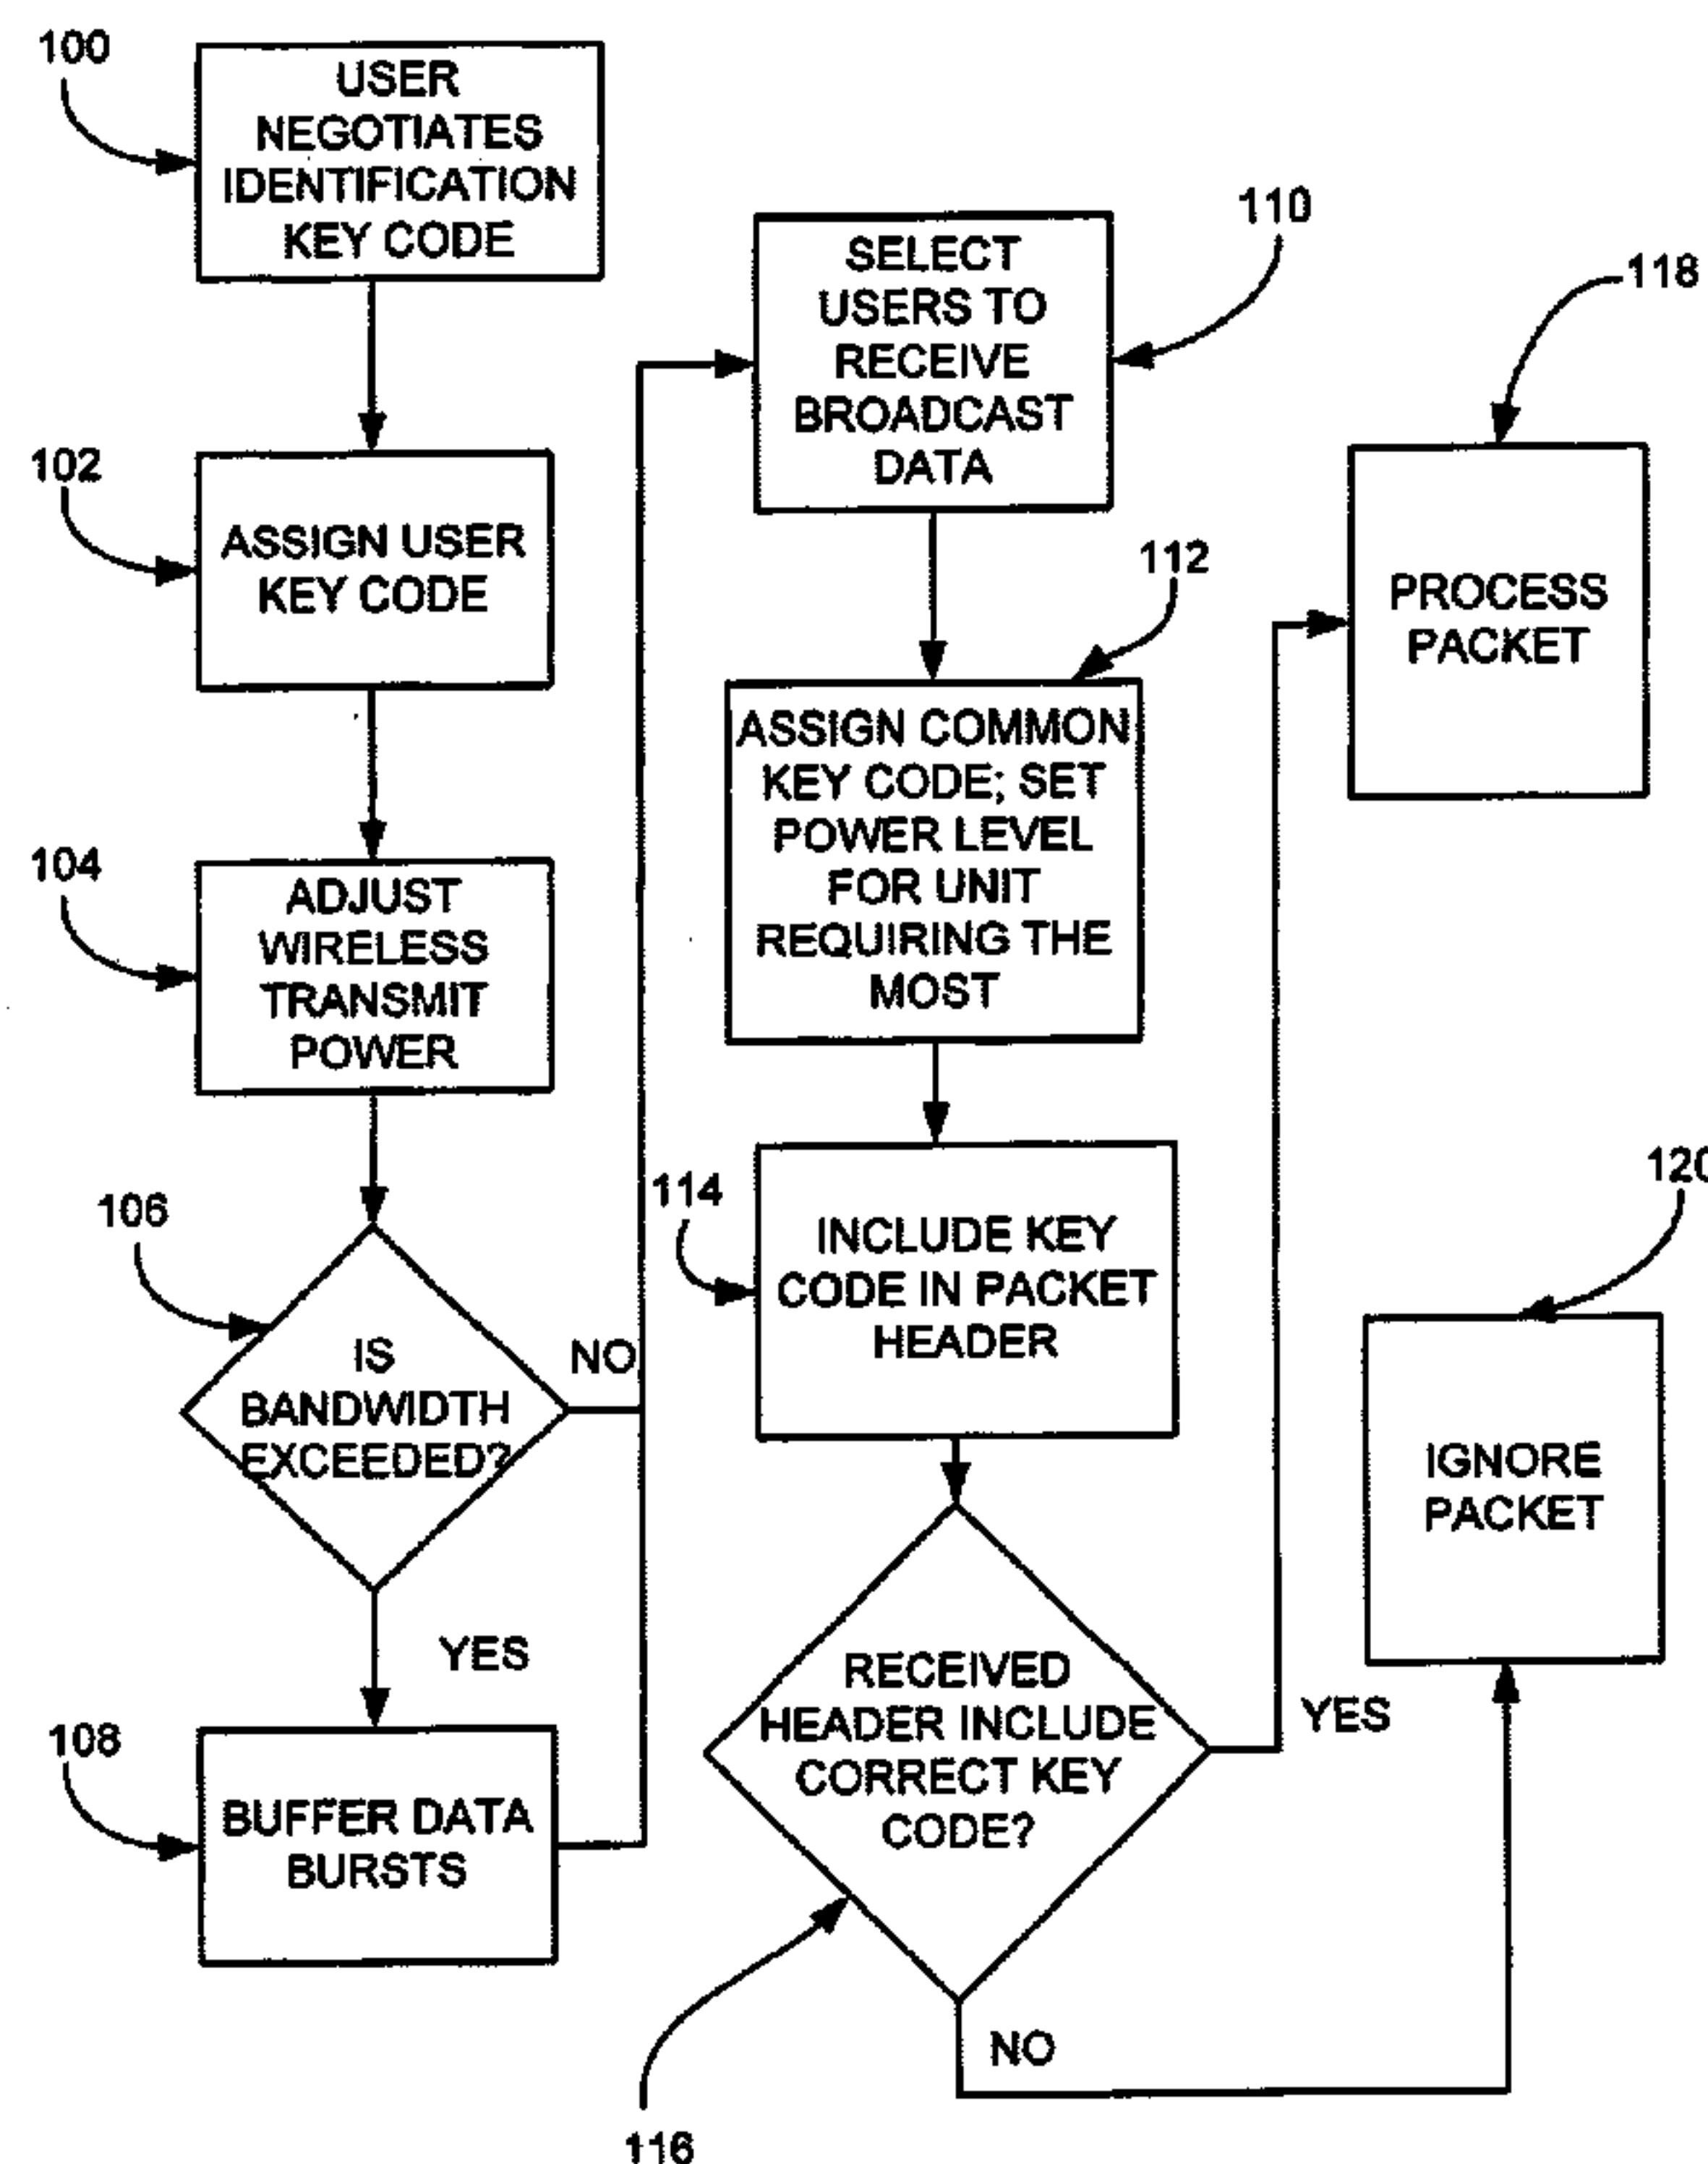 100
USER
NEGOTIATES
IDENTIFICATION
KEY CODE
102
ASSIGN USER
KEY CODE
104
ADJUST
WIRELESS
TRANSMIT
POWER
106
IS
BANDWIDTH
EXCEEDED?
NO
YES
108
BUFFER DATA
BURSTS
110
SELECT
USERS TO
RECEIVE
BROADCAST
DATA
112
ASSIGN COMMON
KEY CODE; SET
POWER LEVEL
FOR UNIT
REQUIRING THE
MOST
114
INCLUDE KEY
CODE IN PACKET
HEADER
RECEIVED
HEADER INCLUDE
CORRECT KEY
CODE?
YES
NO
116
118
PROCESS
PACKET
120
IGNORE
PACKET